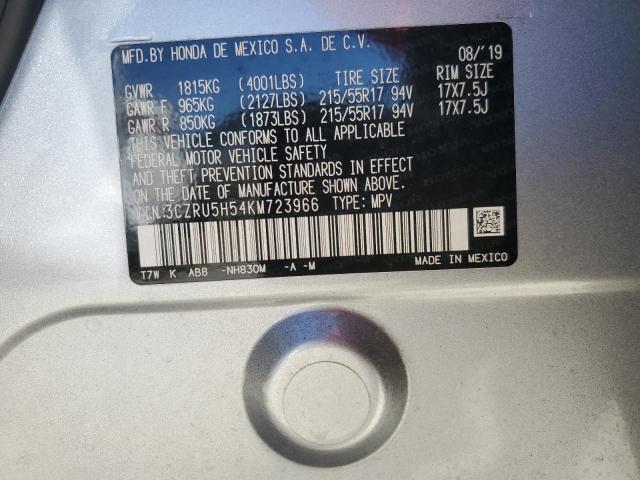 MFD.BY HONDA DE MEXICO S.A. DE C.V. 08/'19
GVWR 1815KG (4001LBS) TIRE SIZE RIM SIZE
GAWR F 965KG (2127LBS) 215/55R17 94V 17X7.5J
GAWR R 850KG (1873LBS) 215/55R17 94V 17X7.5J
THIS VEHICLE CONFORMS TO ALL APPLICABLE
FEDERAL MOTOR VEHICLE SAFETY
AND THEFT PREVENTION STANDARDS IN EFFECT
ON THE DATE OF MANUFACTURE SHOWN ABOVE.
V.I.N.:3CZRU5H54KM723966 TYPE: MPV
T7W K AB8 -NH830M -A -M MADE IN MEXICO